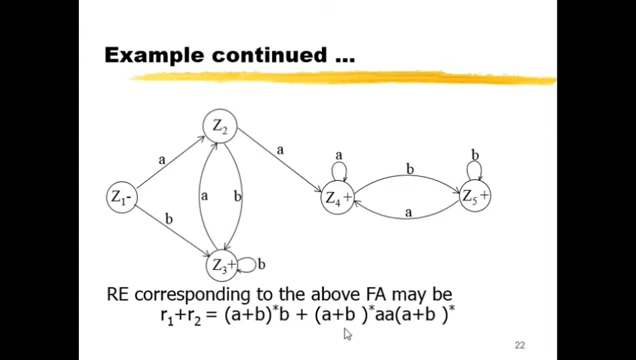 Example continued ...
Z₂
a
a
a
b
a
b
Z₁-
a
b
Z₄+
Z₅+
b
a
Z₃+
b
RE corresponding to the above FA may be
r₁+r₂ = (a+b)*b + (a+b )*aa(a+b )*
22